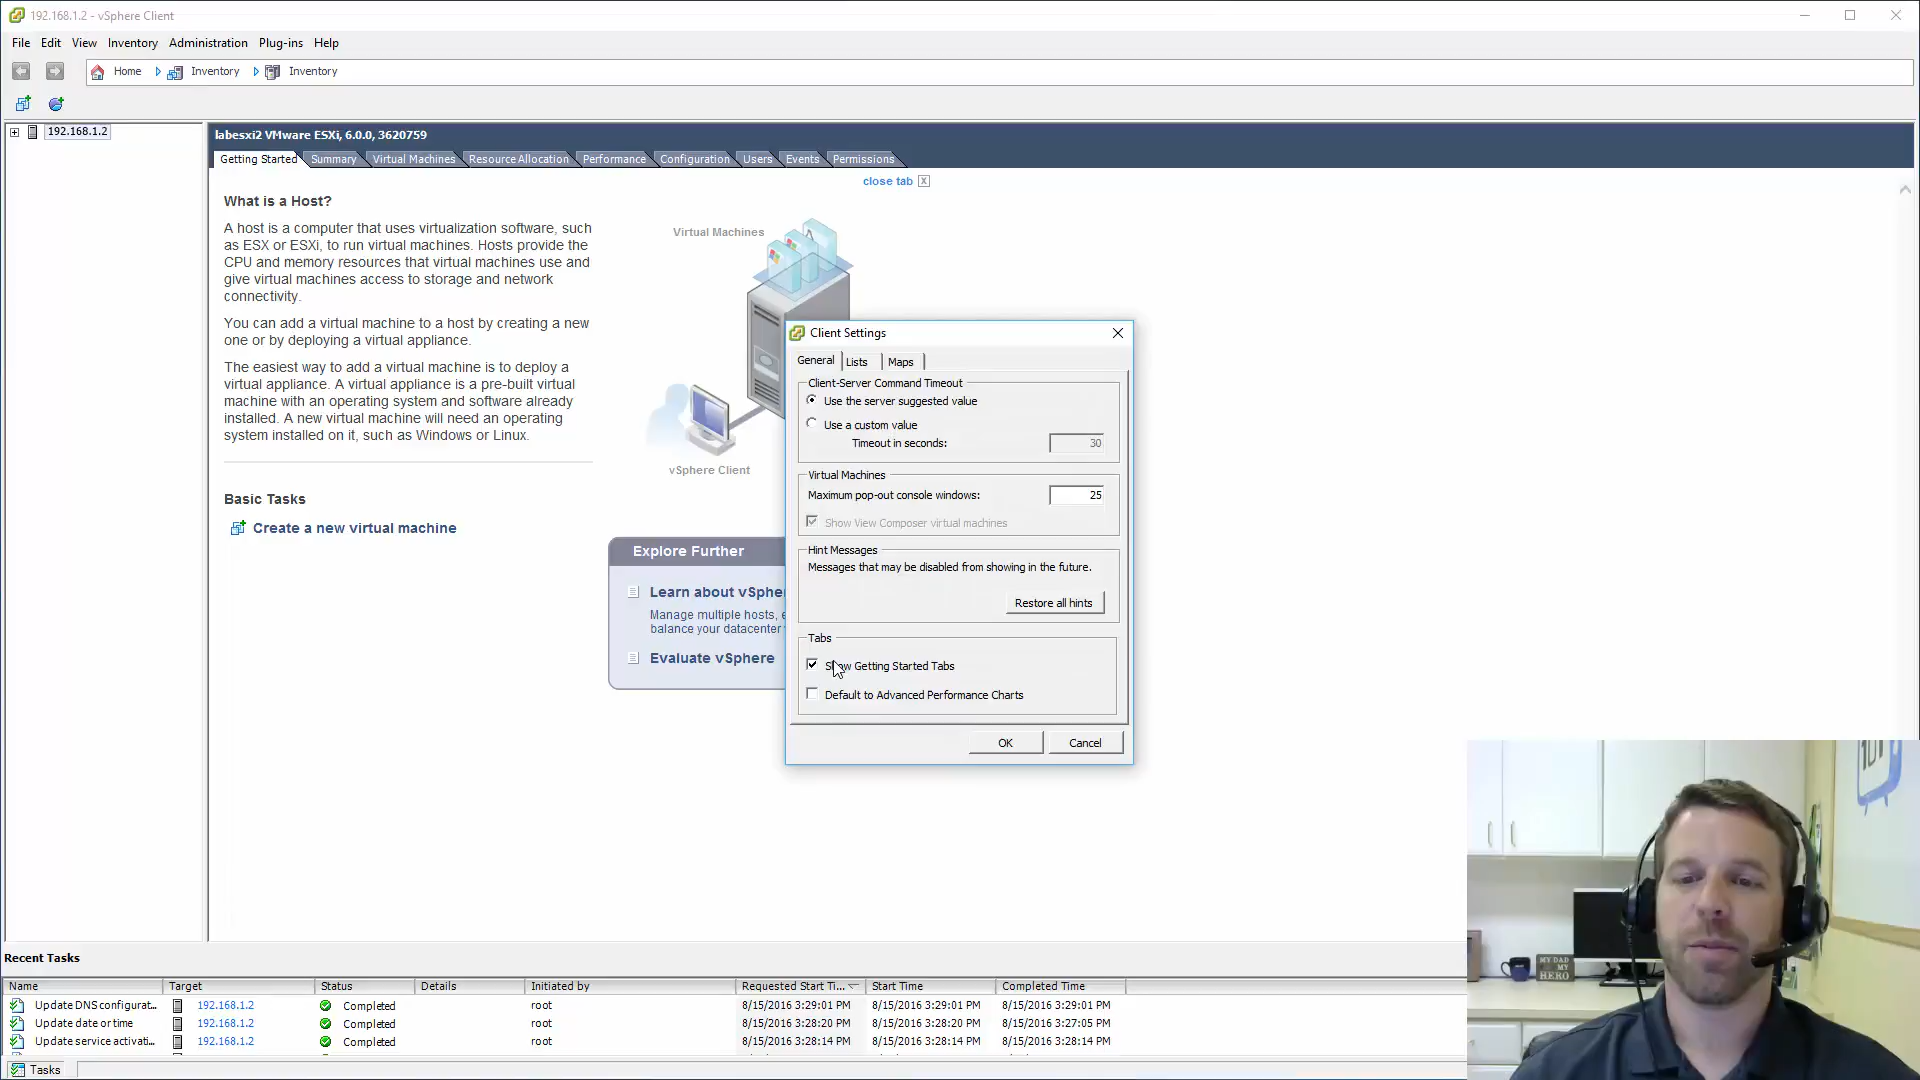 192.168.1.2 - vSphere Client
File Edit View Inventory Administration Plug-ins Help
Home Inventory Inventory
192.168.1.2
labesxi2 VMware ESXi, 6.0.0, 3620759
Getting Started Summary Virtual Machines Resource Allocation Performance Configuration Users Events Permissions
close tab X
What is a Host?
A host is a computer that uses virtualization software, such
as ESX or ESXi, to run virtual machines. Hosts provide the
CPU and memory resources that virtual machines use and
give virtual machines access to storage and network
connectivity.
You can add a virtual machine to a host by creating a new
one or by deploying a virtual appliance.
The easiest way to add a virtual machine is to deploy a
virtual appliance. A virtual appliance is a pre-built virtual
machine with an operating system and software already
installed. A new virtual machine will need an operating
system installed on it, such as Windows or Linux.
Basic Tasks
Create a new virtual machine
Virtual Machines
vSphere Client
Explore Further
Learn about vSphe
Manage multiple hosts,
balance your datacenter
Evaluate vSphere
Client Settings
General Lists Maps
Client-Server Command Timeout
Use the server suggested value
Use a custom value
Timeout in seconds: 30
Virtual Machines
Maximum pop-out console windows: 25
Show View Composer virtual machines
Hint Messages
Messages that may be disabled from showing in the future.
Restore all hints
Tabs
Show Getting Started Tabs
Default to Advanced Performance Charts
OK Cancel
101
MY DAD
MY
HERO
Recent Tasks
Name Target Status Details Initiated by Requested Start Ti... Start Time Completed Time
Update DNS configurat... 192.168.1.2 Completed root 8/15/2016 3:29:01 PM 8/15/2016 3:29:01 PM 8/15/2016 3:29:01 PM
Update date or time 192.168.1.2 Completed root 8/15/2016 3:28:20 PM 8/15/2016 3:28:20 PM 8/15/2016 3:27:05 PM
Update service activati... 192.168.1.2 Completed root 8/15/2016 3:28:14 PM 8/15/2016 3:28:14 PM 8/15/2016 3:28:14 PM
Tasks